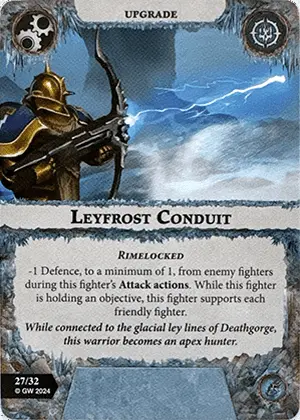 UPGRADE
LEYFROST CONDUIT
RIMELOCKED
-1 Defence, to a minimum of 1, from enemy fighters
during this fighter's Attack actions. While this fighter
is holding an objective, this fighter supports each
friendly fighter.
While connected to the glacial ley lines of Deathgorge,
this warrior becomes an apex hunter.
27/32
© GW 2024